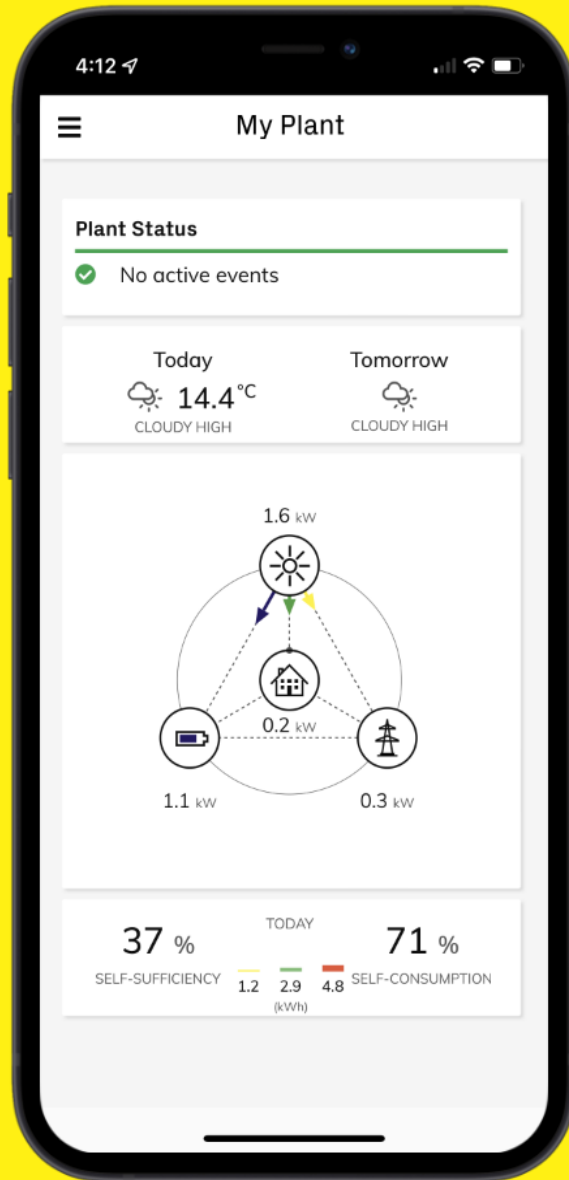 4:12
My Plant
Plant Status
No active events
Today
Tomorrow
14.4°C
CLOUDY HIGH
CLOUDY HIGH
1.6 kW
0.2 kW
1.1 kW
0.3 kW
37 %
TODAY
71 %
SELF-SUFFICIENCY
1.2
2.9
4.8
SELF-CONSUMPTION
(kWh)